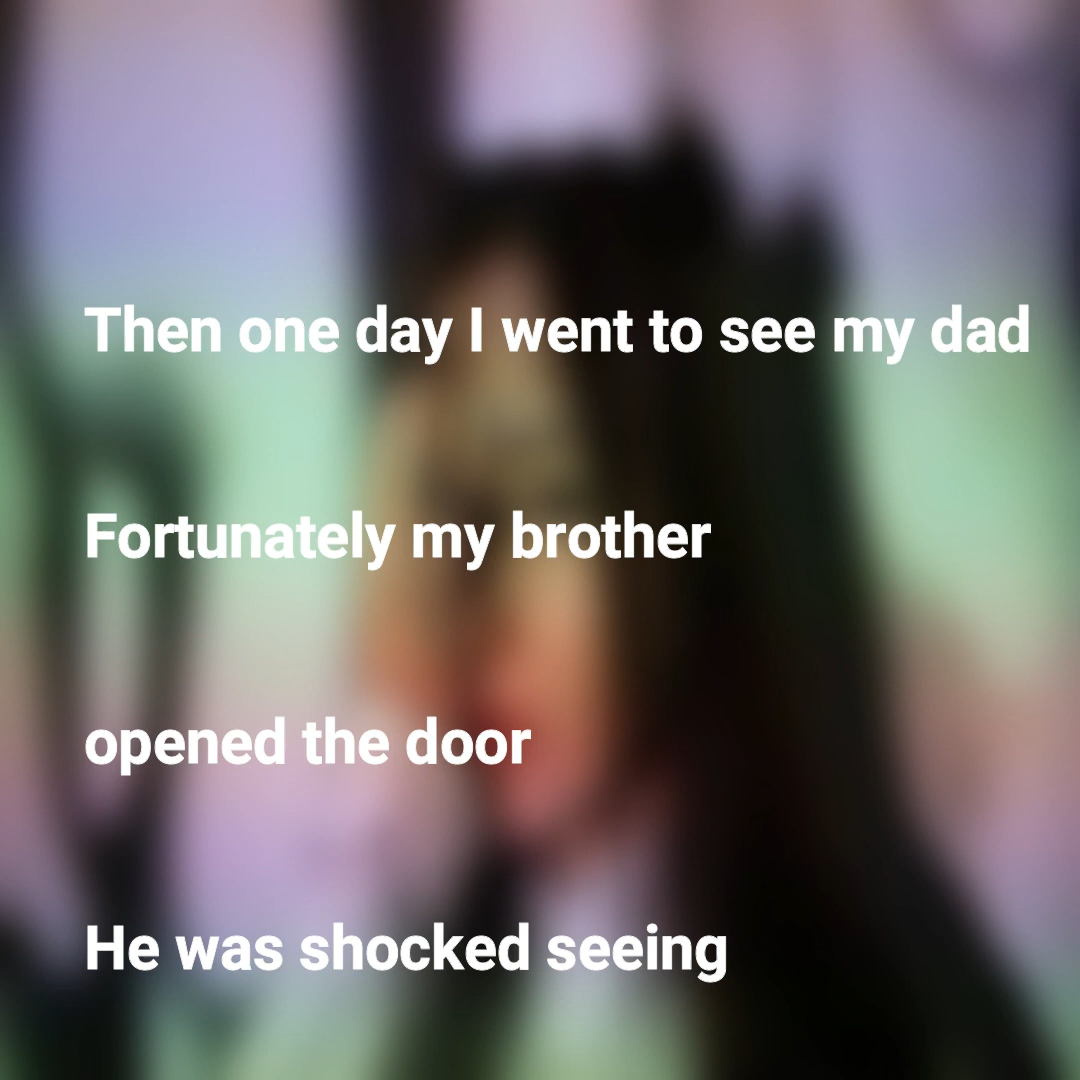 Then one day I went to see my dad
Fortunately my brother
opened the door
He was shocked seeing